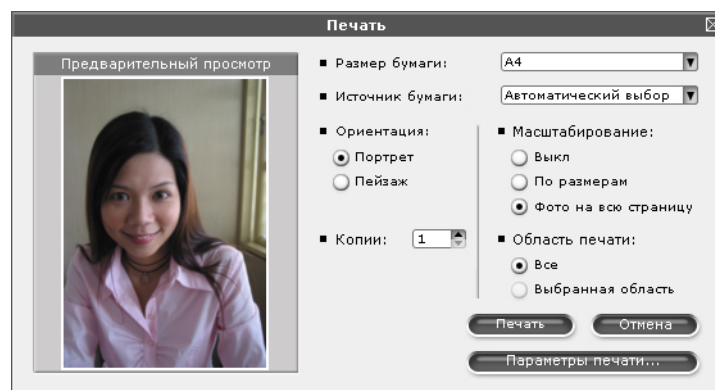 Печать
Предварительный просмотр
Размер бумаги:
A4
Источник бумаги:
Автоматический выбор
Ориентация:
Портрет
Пейзаж
Копии:
1
Масштабирование:
Выкл
По размерам
Фото на всю страницу
Область печати:
Все
Выбранная область
Печать
Отмена
Параметры печати...